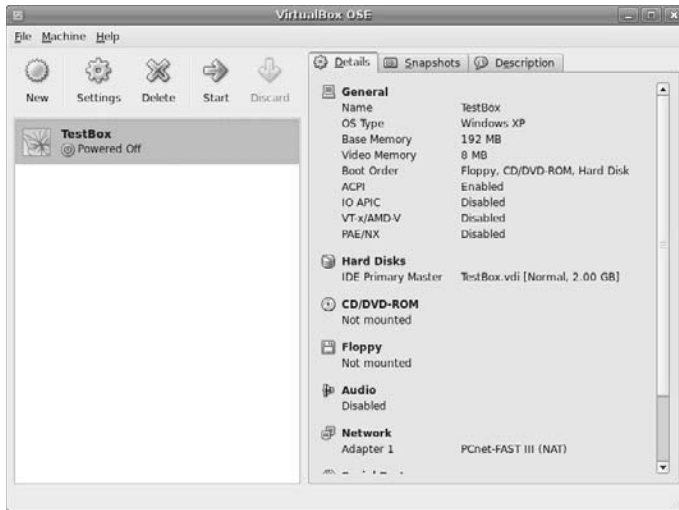 VirtualBox OSE
File Machine Help
New Settings Delete Start Discard
TestBox
Powered Off
Details Snapshots Description
General
Name TestBox
OS Type Windows XP
Base Memory 192 MB
Video Memory 8 MB
Boot Order Floppy, CD/DVD-ROM, Hard Disk
ACPI Enabled
IO APIC Disabled
VT-x/AMD-V Disabled
PAE/NX Disabled
Hard Disks
IDE Primary Master TestBox.vdi [Normal, 2.00 GB]
CD/DVD-ROM
Not mounted
Floppy
Not mounted
Audio
Disabled
Network
Adapter 1 PCnet-FAST III (NAT)